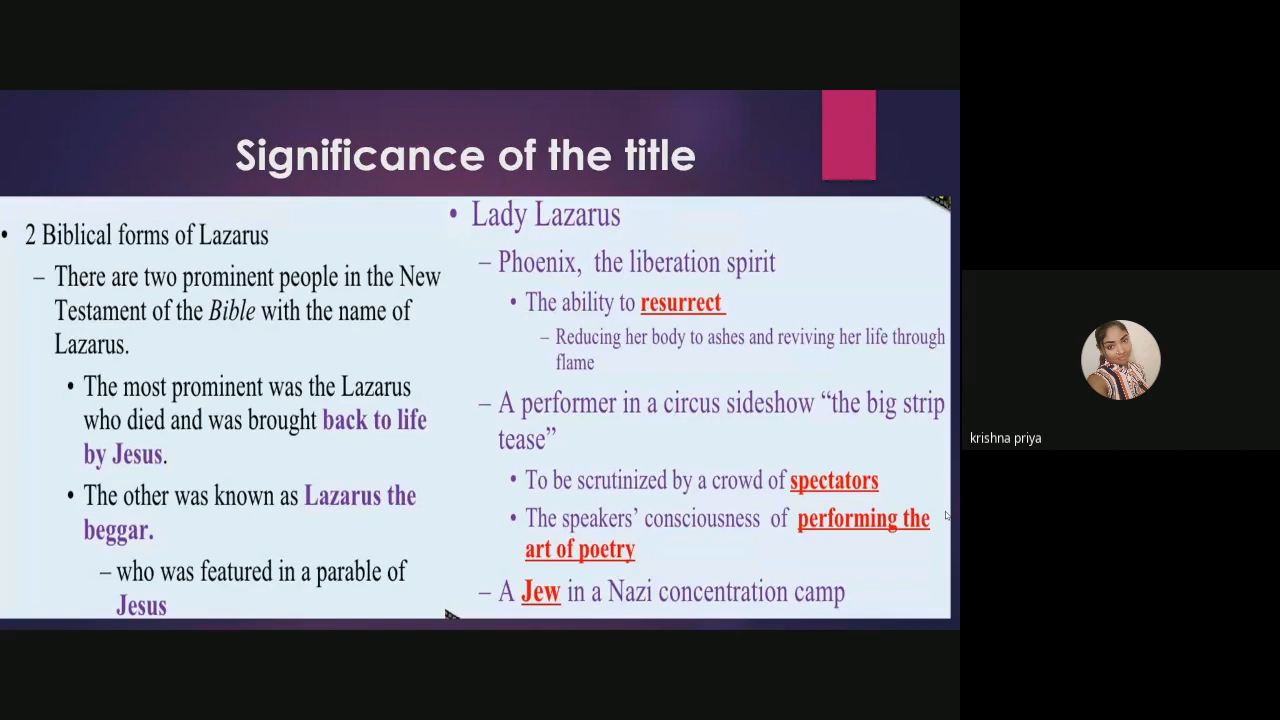 Significance of the title
• 2 Biblical forms of Lazarus
– There are two prominent people in the New
Testament of the Bible with the name of
Lazarus.
• The most prominent was the Lazarus
who died and was brought back to life
by Jesus.
• The other was known as Lazarus the
beggar.
– who was featured in a parable of
Jesus
• Lady Lazarus
– Phoenix, the liberation spirit
• The ability to resurrect
– Reducing her body to ashes and reviving her life through
flame
– A performer in a circus sideshow “the big strip
tease”
• To be scrutinized by a crowd of spectators
• The speakers’ consciousness of performing the
art of poetry
– A Jew in a Nazi concentration camp
krishna priya